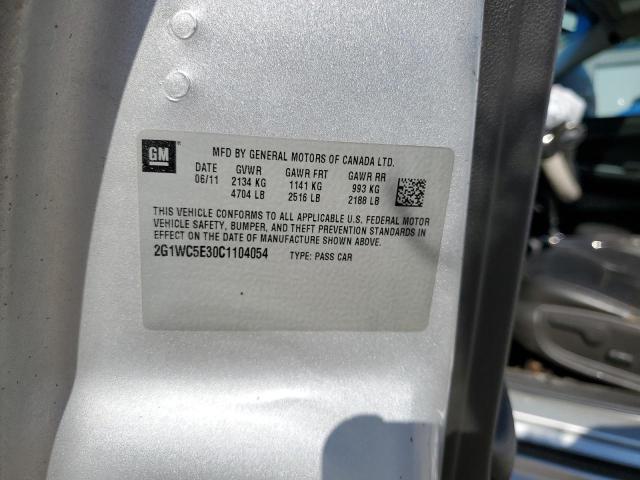 GM
MFD BY GENERAL MOTORS OF CANADA LTD.
DATE GVWR GAWR FRT GAWR RR
06/11 2134 KG 1141 KG 993 KG
4704 LB 2516 LB 2188 LB
THIS VEHICLE CONFORMS TO ALL APPLICABLE U.S. FEDERAL MOTOR
VEHICLE SAFETY, BUMPER, AND THEFT PREVENTION STANDARDS IN
EFFECT ON THE DATE OF MANUFACTURE SHOWN ABOVE.
2G1WC5E30C1104054 TYPE: PASS CAR